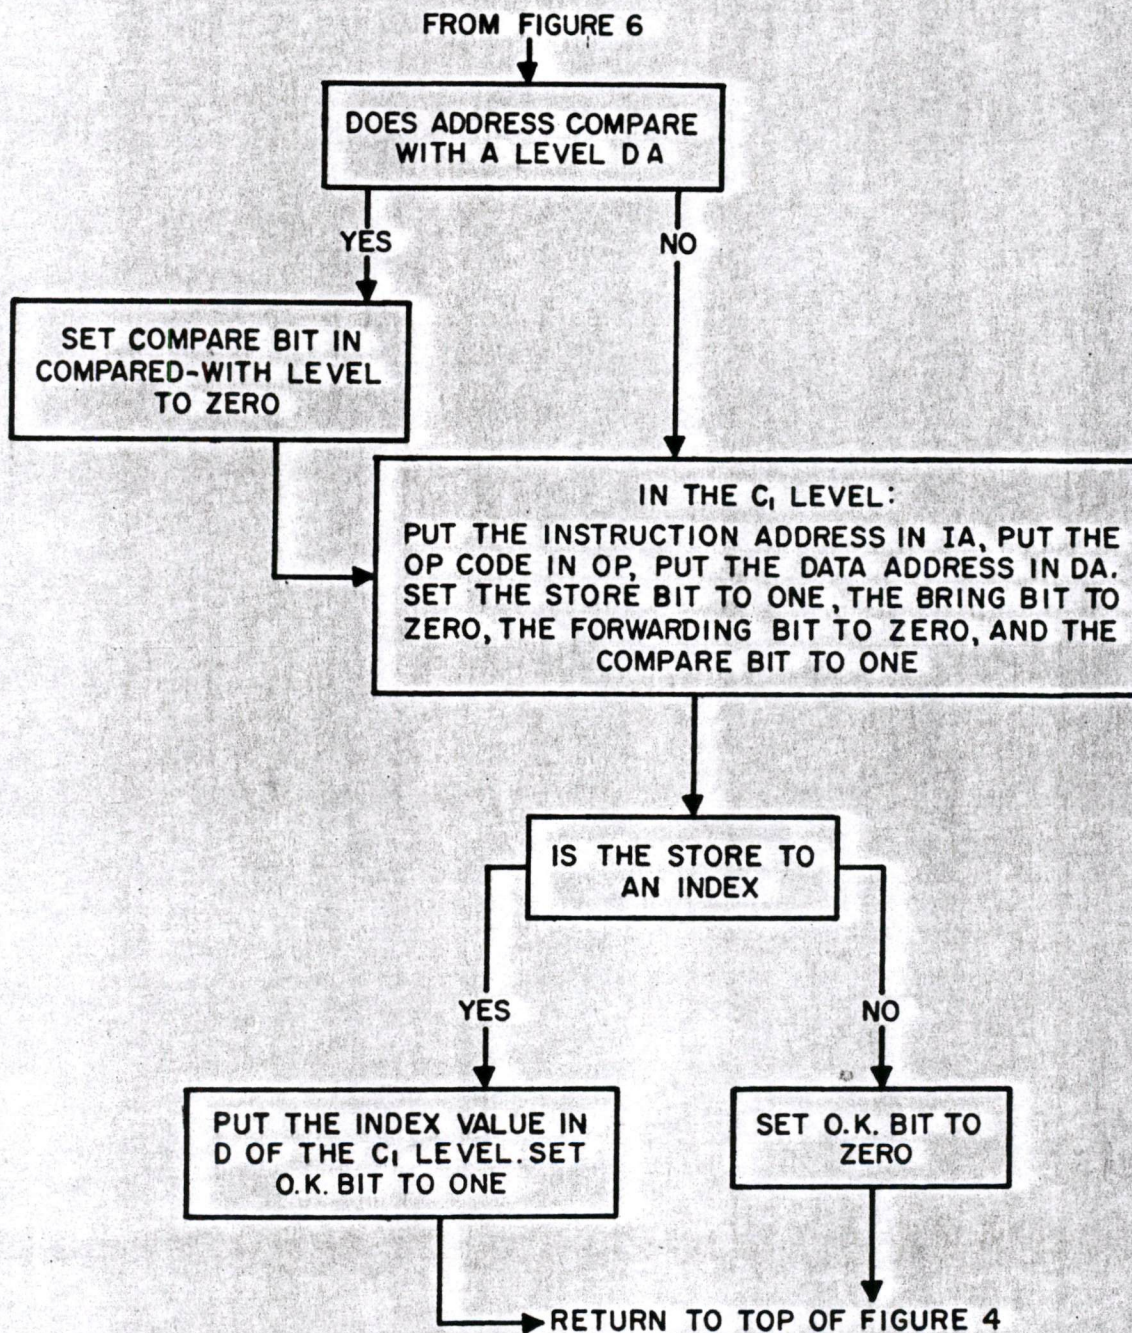 FROM FIGURE 6
DOES ADDRESS COMPARE
WITH A LEVEL DA
YES
NO
SET COMPARE BIT IN
COMPARED-WITH LEVEL
TO ZERO
IN THE C₁ LEVEL:
PUT THE INSTRUCTION ADDRESS IN IA, PUT THE
OP CODE IN OP, PUT THE DATA ADDRESS IN DA.
SET THE STORE BIT TO ONE, THE BRING BIT TO
ZERO, THE FORWARDING BIT TO ZERO, AND THE
COMPARE BIT TO ONE
IS THE STORE TO
AN INDEX
YES
NO
PUT THE INDEX VALUE IN
D OF THE C₁ LEVEL. SET
O.K. BIT TO ONE
SET O.K. BIT TO
ZERO
RETURN TO TOP OF FIGURE 4